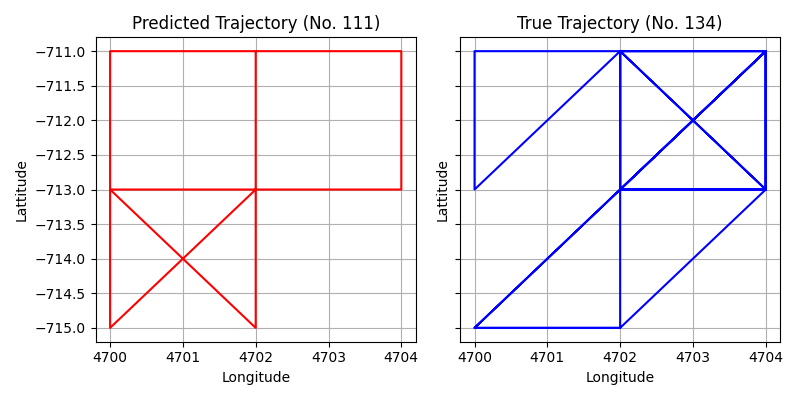 Predicted Trajectory (No. 111)
True Trajectory (No. 134)
−711.0
−711.5
−712.0
−712.5
−713.0
−713.5
−714.0
−714.5
−715.0
Lattitude
Lattitude
4700 4701 4702 4703 4704
4700 4701 4702 4703 4704
Longitude
Longitude